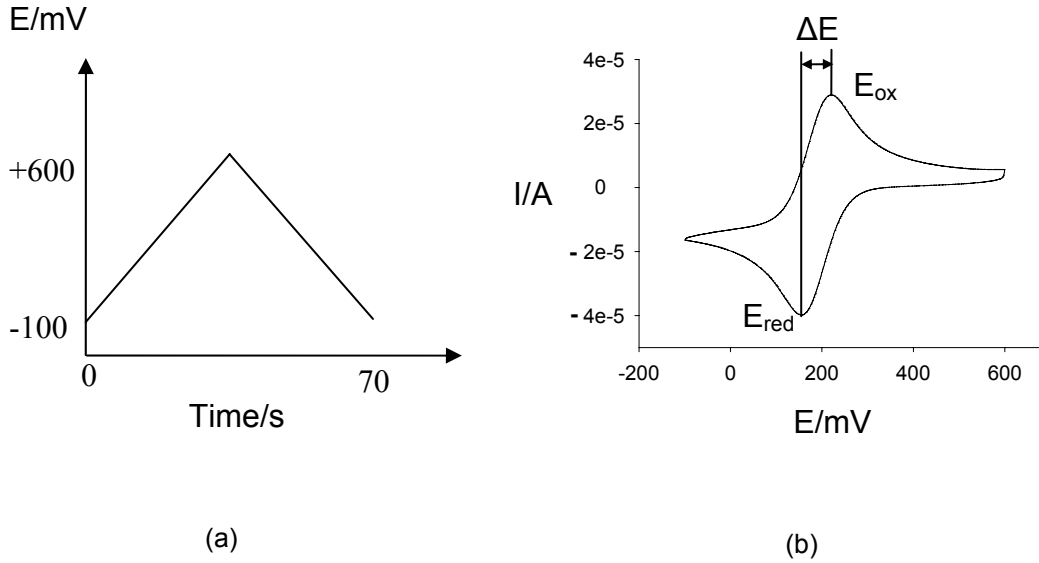 E/mV
+600
-100
0
70
Time/s
(a)
ΔE
4e-5
E_ox
2e-5
I/A
0
- 2e-5
E_red
- 4e-5
-200
0
200
400
600
E/mV
(b)